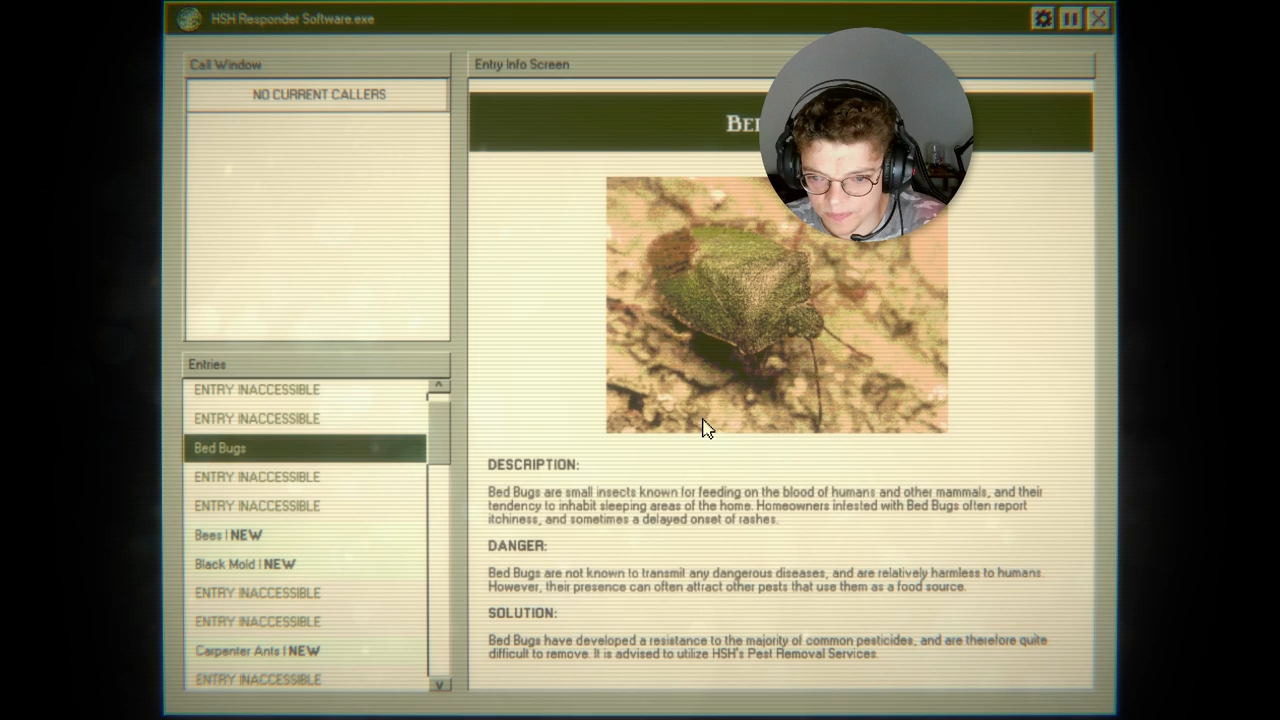 HSH Responder Software.exe
Call Window
NO CURRENT CALLERS
Entry Info Screen
Entries
ENTRY INACCESSIBLE
ENTRY INACCESSIBLE
Bed Bugs
ENTRY INACCESSIBLE
ENTRY INACCESSIBLE
Bees | NEW
Black Mold | NEW
ENTRY INACCESSIBLE
ENTRY INACCESSIBLE
Carpenter Ants | NEW
ENTRY INACCESSIBLE
DESCRIPTION:
Bed Bugs are small insects known for feeding on the blood of humans and other mammals, and their
tendency to inhabit sleeping areas of the home. Homeowners infested with Bed Bugs often report
itchiness, and sometimes a delayed onset of rashes.
DANGER:
Bed Bugs are not known to transmit any dangerous diseases, and are relatively harmless to humans.
However, their presence can often attract other pests that use them as a food source.
SOLUTION:
Bed Bugs have developed a resistance to the majority of common pesticides, and are therefore quite
difficult to remove. It is advised to utilize HSH's Pest Removal Services.